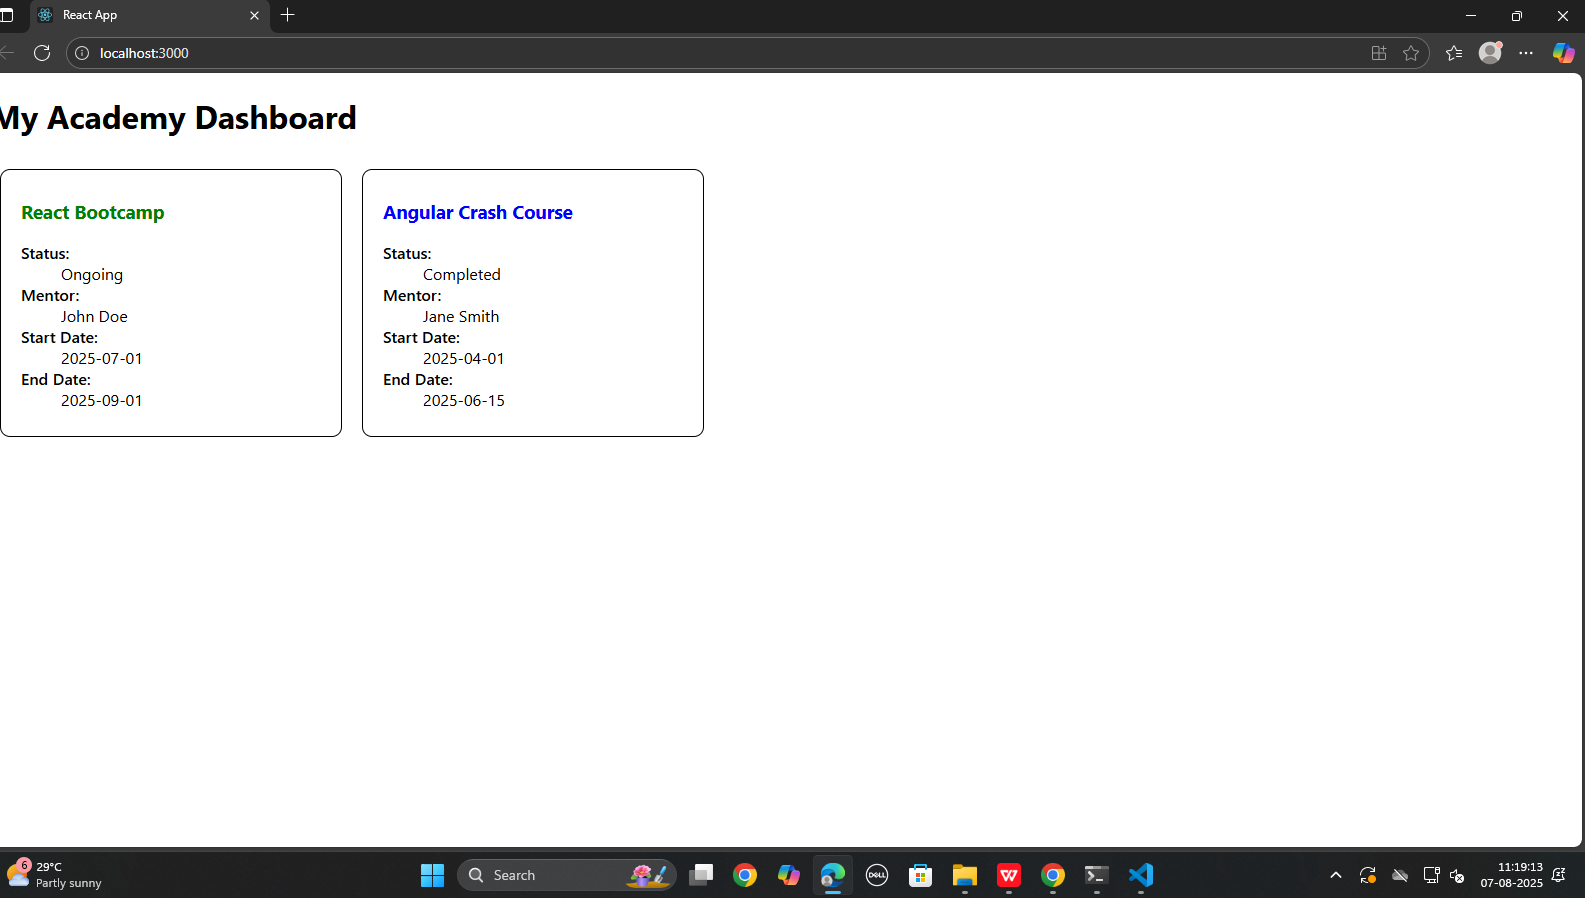 React App
localhost:3000
My Academy Dashboard
React Bootcamp
Status:
Ongoing
Mentor:
John Doe
Start Date:
2025-07-01
End Date:
2025-09-01
Angular Crash Course
Status:
Completed
Mentor:
Jane Smith
Start Date:
2025-04-01
End Date:
2025-06-15
6
29°C
Partly sunny
Search
DELL
W
11:19:13
07-08-2025